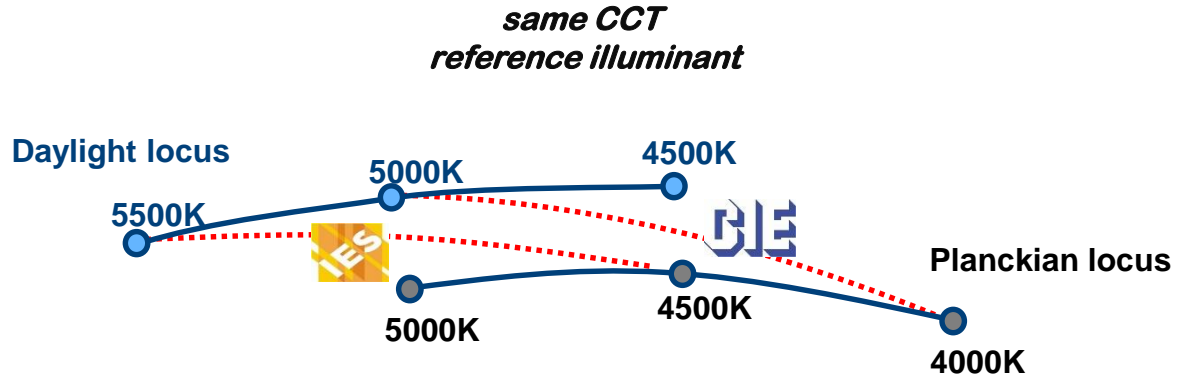 same CCT
reference illuminant
Daylight locus
5000K
4500K
5500K
IES
CIE
Planckian locus
5000K
4500K
4000K